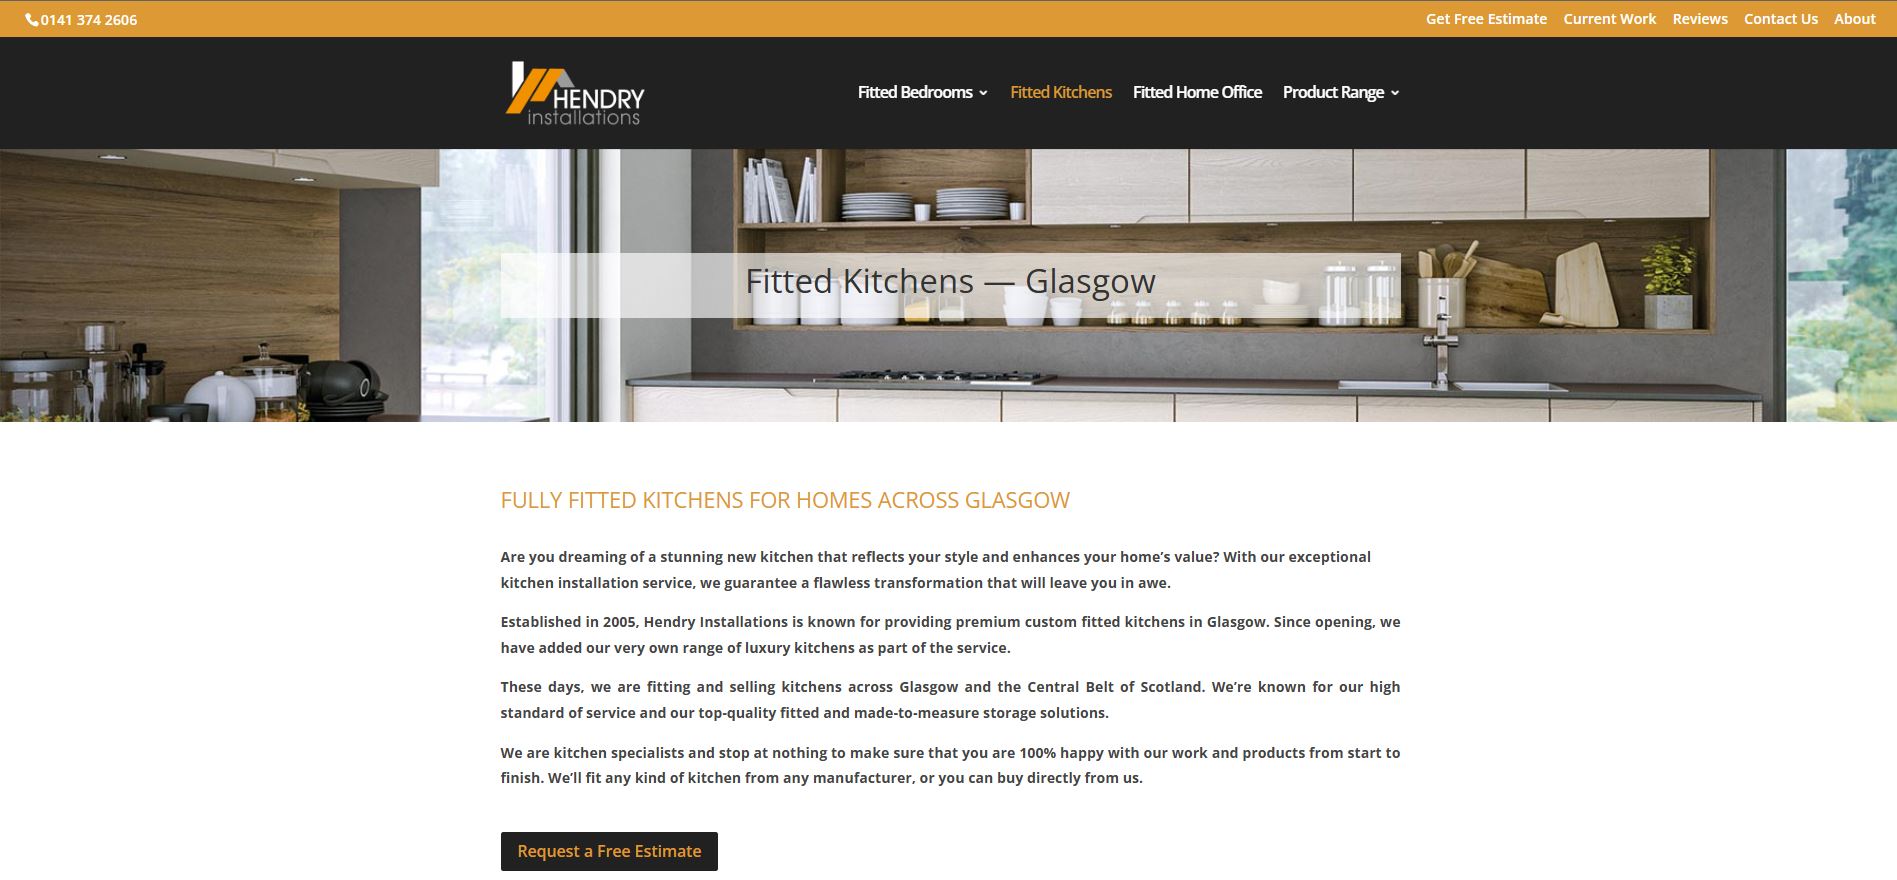 0141 374 2606
Get Free Estimate Current Work Reviews Contact Us About
HENDRY
installations
Fitted Bedrooms Fitted Kitchens Fitted Home Office Product Range
Fitted Kitchens — Glasgow
FULLY FITTED KITCHENS FOR HOMES ACROSS GLASGOW
Are you dreaming of a stunning new kitchen that reflects your style and enhances your home’s value? With our exceptional
kitchen installation service, we guarantee a flawless transformation that will leave you in awe.
Established in 2005, Hendry Installations is known for providing premium custom fitted kitchens in Glasgow. Since opening, we
have added our very own range of luxury kitchens as part of the service.
These days, we are fitting and selling kitchens across Glasgow and the Central Belt of Scotland. We’re known for our high
standard of service and our top-quality fitted and made-to-measure storage solutions.
We are kitchen specialists and stop at nothing to make sure that you are 100% happy with our work and products from start to
finish. We’ll fit any kind of kitchen from any manufacturer, or you can buy directly from us.
Request a Free Estimate